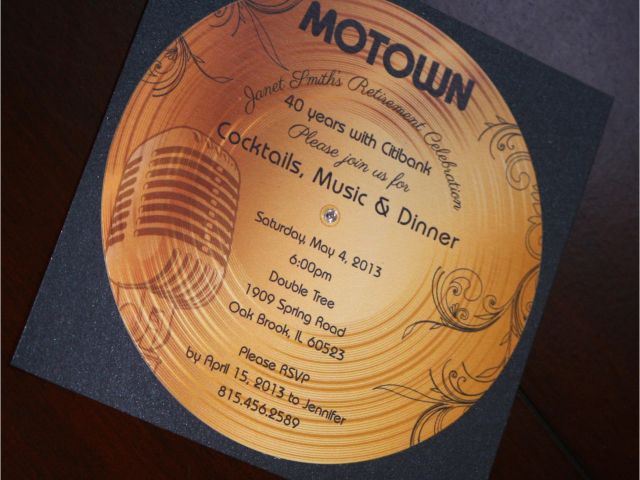 MOTOWN
Janet Smith's Retirement Celebration
40 years with Citibank
Please join us for
Cocktails, Music & Dinner
Saturday, May 4, 2013
6:00pm
Double Tree
1909 Spring Road
Oak Brook, IL 60523
Please RSVP
by April 15, 2013 to Jennifer
815.456.2589